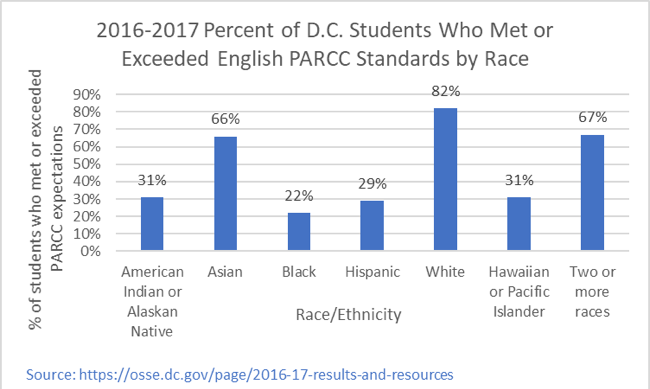 2016-2017 Percent of D.C. Students Who Met or
Exceeded English PARCC Standards by Race
% of students who met or exceeded
PARCC expectations
90%
80%
70%
60%
50%
40%
30%
20%
10%
0%
31%
66%
22%
29%
82%
31%
67%
American
Indian or
Alaskan
Native
Asian
Black
Hispanic
White
Hawaiian
or Pacific
Islander
Two or
more
races
Race/Ethnicity
Source: https://osse.dc.gov/page/2016-17-results-and-resources